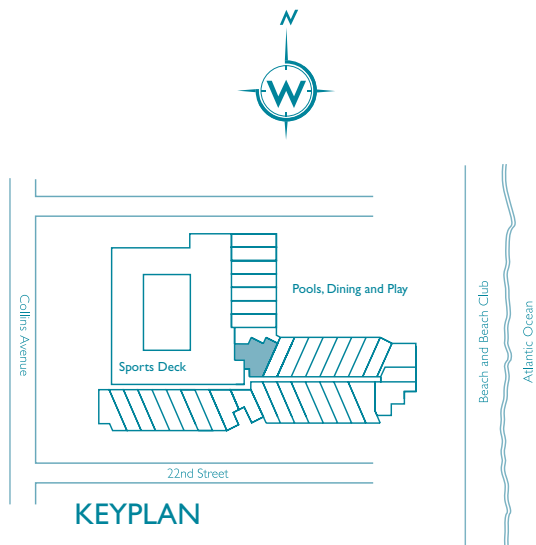 N
W
Pools, Dining and Play
Collins Avenue
Beach and Beach Club
Atlantic Ocean
Sports Deck
22nd Street
KEYPLAN